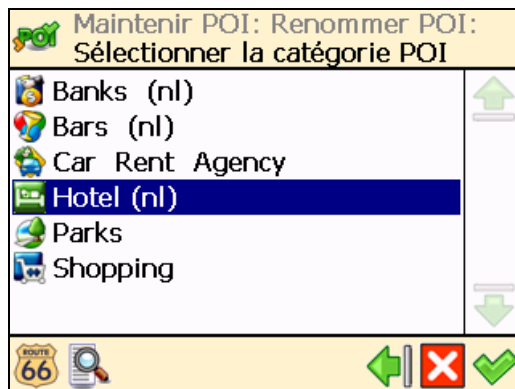 POI
Maintenir POI: Renommer POI:
Sélectionner la catégorie POI
Banks (nl)
Bars (nl)
Car Rent Agency
Hotel (nl)
Parks
Shopping
ROUTE
66